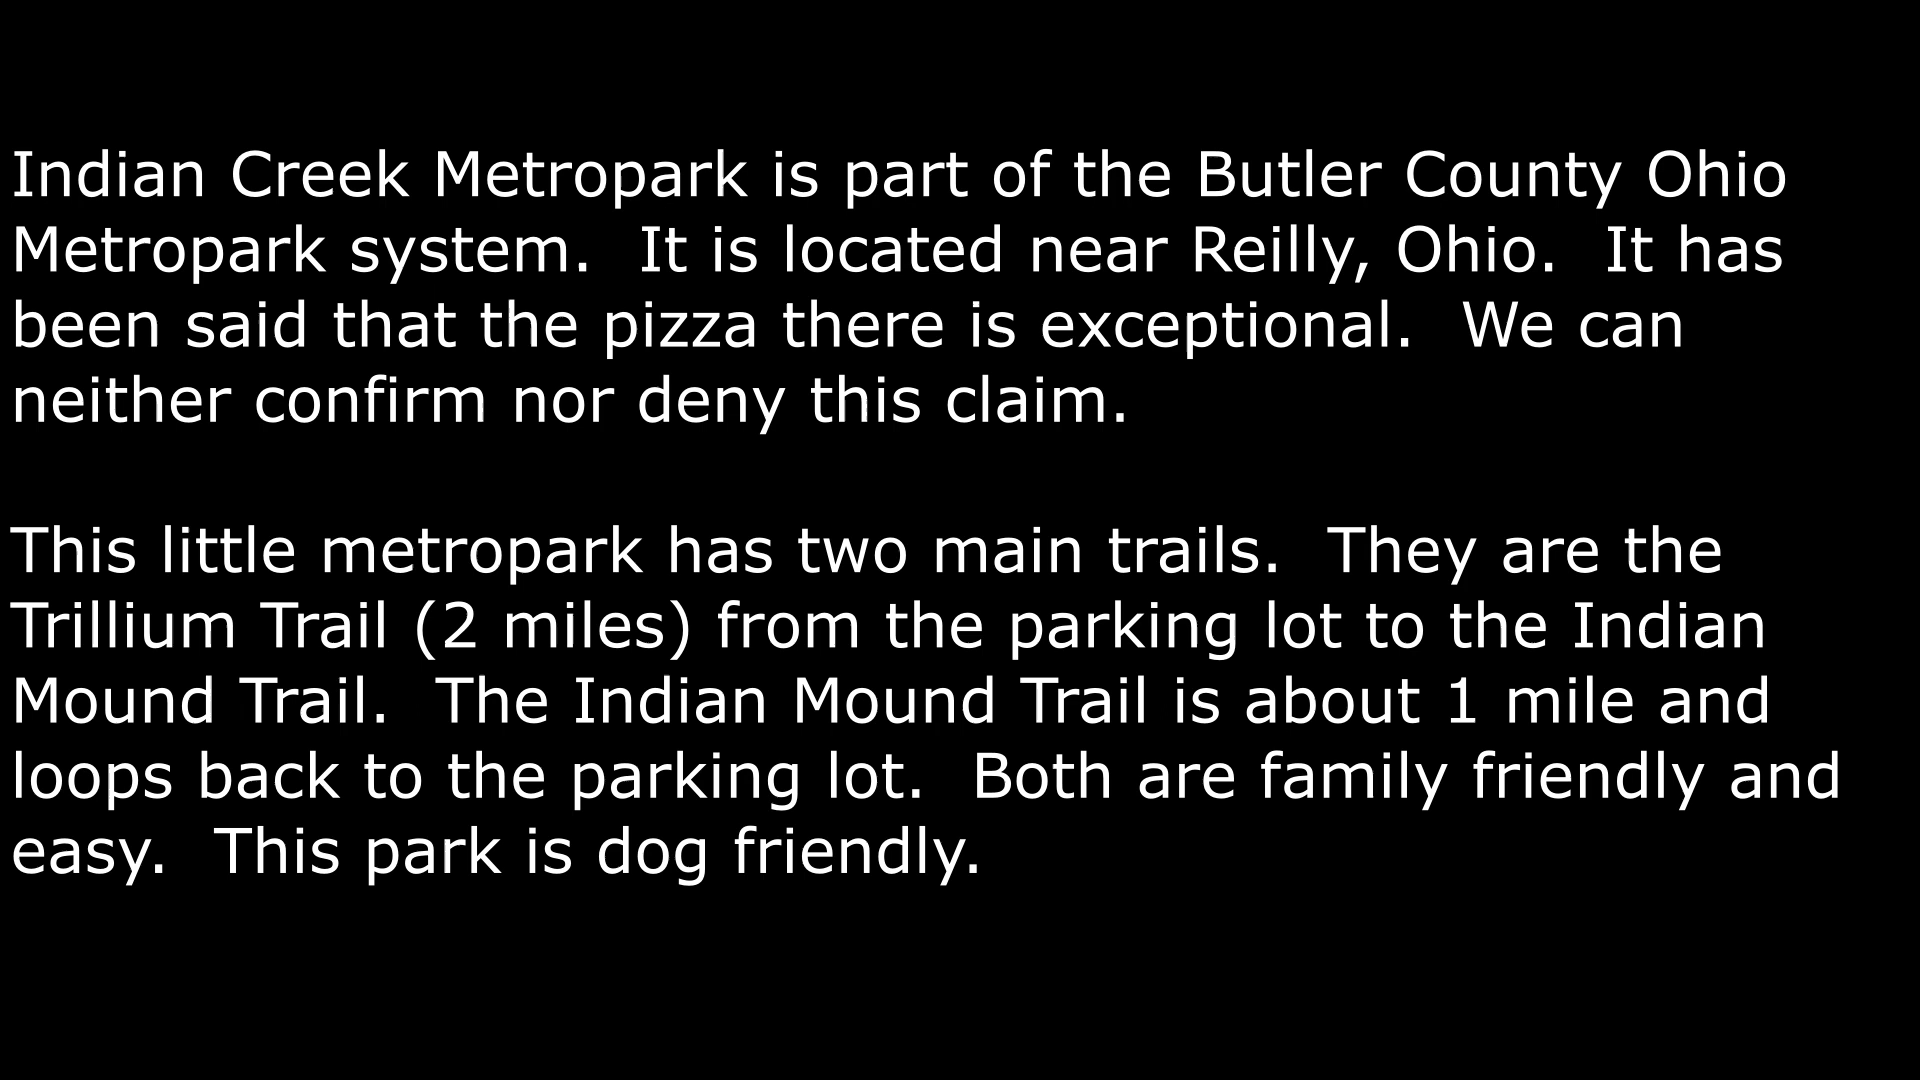 Indian Creek Metropark is part of the Butler County Ohio
Metropark system.  It is located near Reilly, Ohio.  It has
been said that the pizza there is exceptional.  We can
neither confirm nor deny this claim.

This little metropark has two main trails.  They are the
Trillium Trail (2 miles) from the parking lot to the Indian
Mound Trail.  The Indian Mound Trail is about 1 mile and
loops back to the parking lot.  Both are family friendly and
easy.  This park is dog friendly.